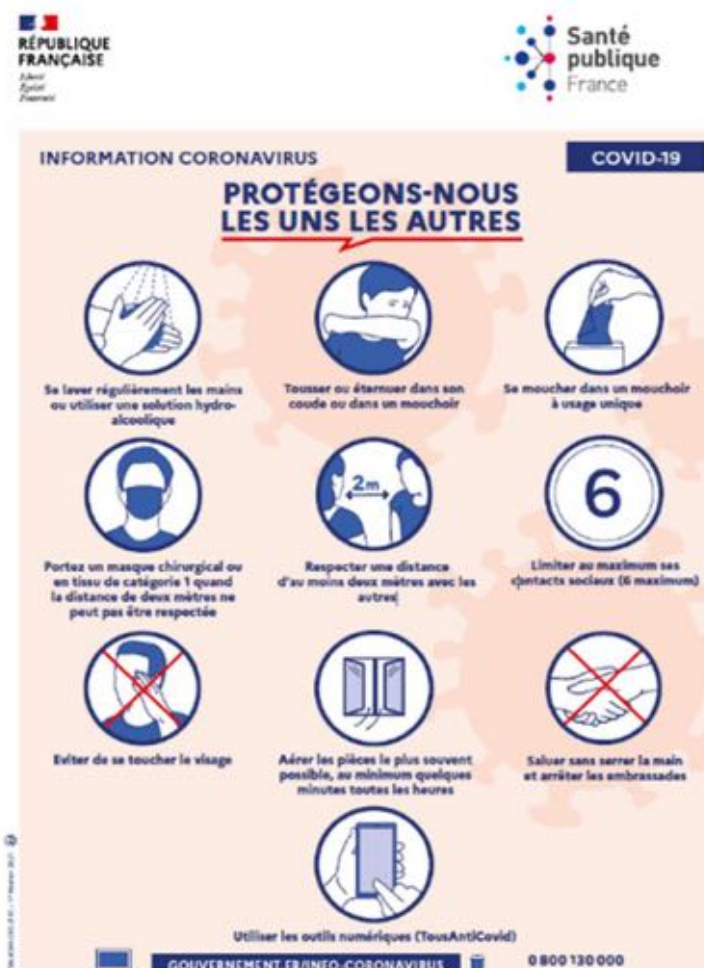 RÉPUBLIQUE
FRANÇAISE
Liberté
Égalité
Fraternité
Santé
publique
France
INFORMATION CORONAVIRUS
COVID-19
PROTÉGEONS-NOUS
LES UNS LES AUTRES
Se laver régulièrement les mains
ou utiliser une solution hydro-
alcoolique
Tousser ou éternuer dans son
coude ou dans un mouchoir
Se moucher dans un mouchoir
à usage unique
2m
6
Portez un masque chirurgical ou
en tissu de catégorie 1 quand
la distance de deux mètres ne
peut pas être respectée
Respecter une distance
d'au moins deux mètres avec les
autres
Limiter au maximum ses
contacts sociaux (6 maximum)
Eviter de se toucher le visage
Aérer les pièces le plus souvent
possible, au minimum quelques
minutes toutes les heures
Saluer sans serrer la main
et arrêter les embrassades
Utiliser les outils numériques (TousAntiCovid)
GOUVERNEMENT.FR/INFO-CORONAVIRUS
0 800 130 000